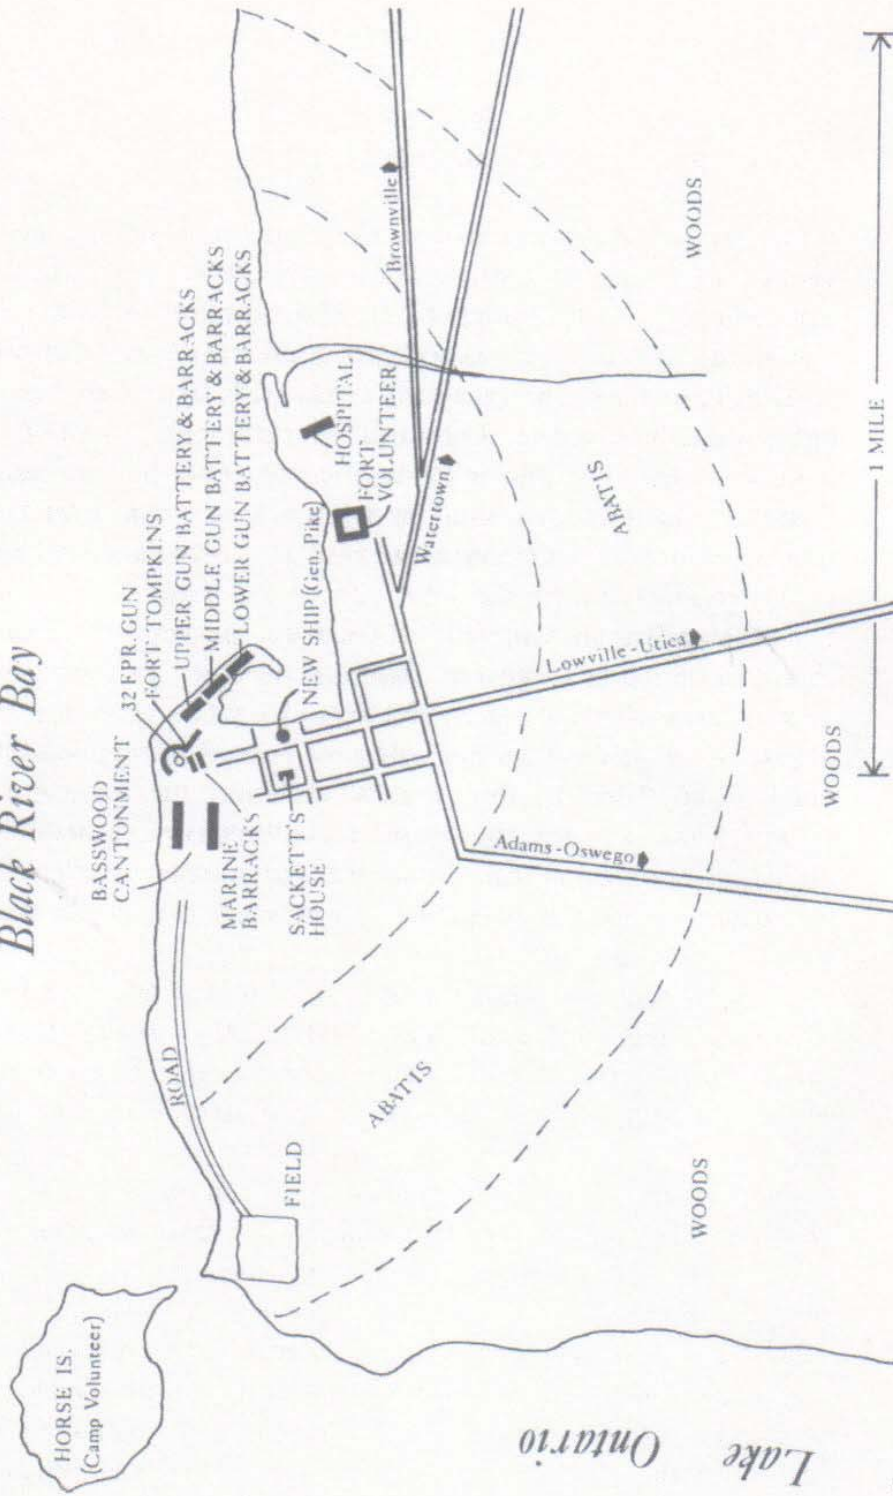 Black River Bay
HORSE IS.
(Camp Volunteer)
BASSWOOD
CANTONMENT
32 FPR. GUN
FORT TOMPKINS
UPPER GUN BATTERY & BARRACKS
MIDDLE GUN BATTERY & BARRACKS
LOWER GUN BATTERY & BARRACKS
ROAD
MARINE
BARRACKS
SACKETT'S
HOUSE
NEW SHIP (Gen. Pike)
HOSPITAL
FORT
VOLUNTEER
Brownville
FIELD
ABATIS
Watertown
Lowville-Utica
Adams-Oswego
ABATIS
WOODS
WOODS
WOODS
Lake Ontario
1 MILE